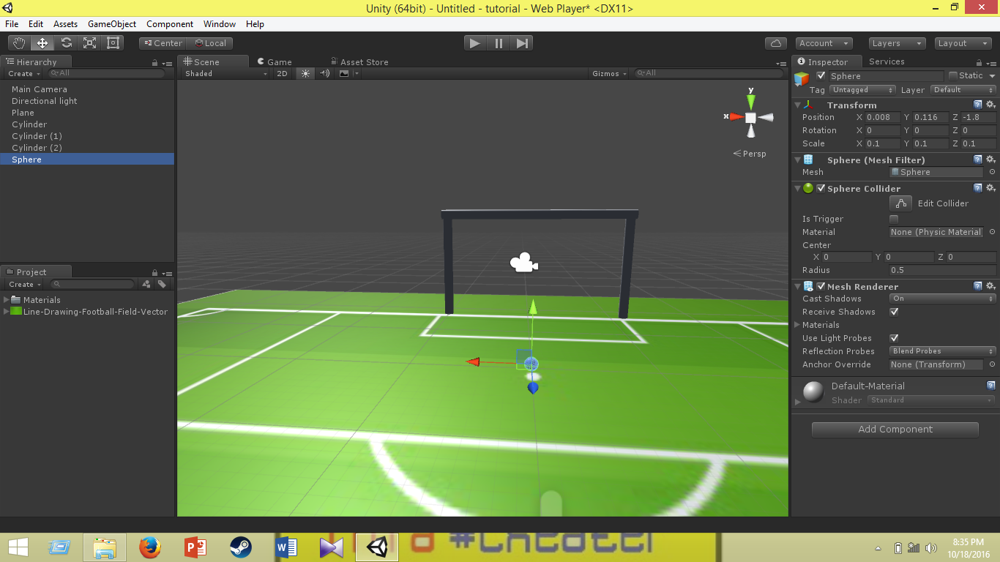 Unity (64bit) - Untitled - tutorial - Web Player* <DX11>
File Edit Assets GameObject Component Window Help
Center Local Account Layers Layout
Hierarchy
Create All
Main Camera
Directional light
Plane
Cylinder
Cylinder (1)
Cylinder (2)
Sphere
Project
Create
Materials
Line-Drawing-Football-Field-Vector
Scene Game Asset Store
Shaded 2D Gizmos All
y
x
Persp
Inspector Services
Sphere Static
Tag Untagged Layer Default
Transform
Position X 0.008 Y 0.116 Z -1.8
Rotation X 0 Y 0 Z 0
Scale X 0.1 Y 0.1 Z 0.1
Sphere (Mesh Filter)
Mesh Sphere
Sphere Collider
Edit Collider
Is Trigger
Material None (Physic Material)
Center
X 0 Y 0 Z 0
Radius 0.5
Mesh Renderer
Cast Shadows On
Receive Shadows
Materials
Use Light Probes
Reflection Probes Blend Probes
Anchor Override None (Transform)
Default-Material
Shader Standard
Add Component
8:35 PM
10/18/2016